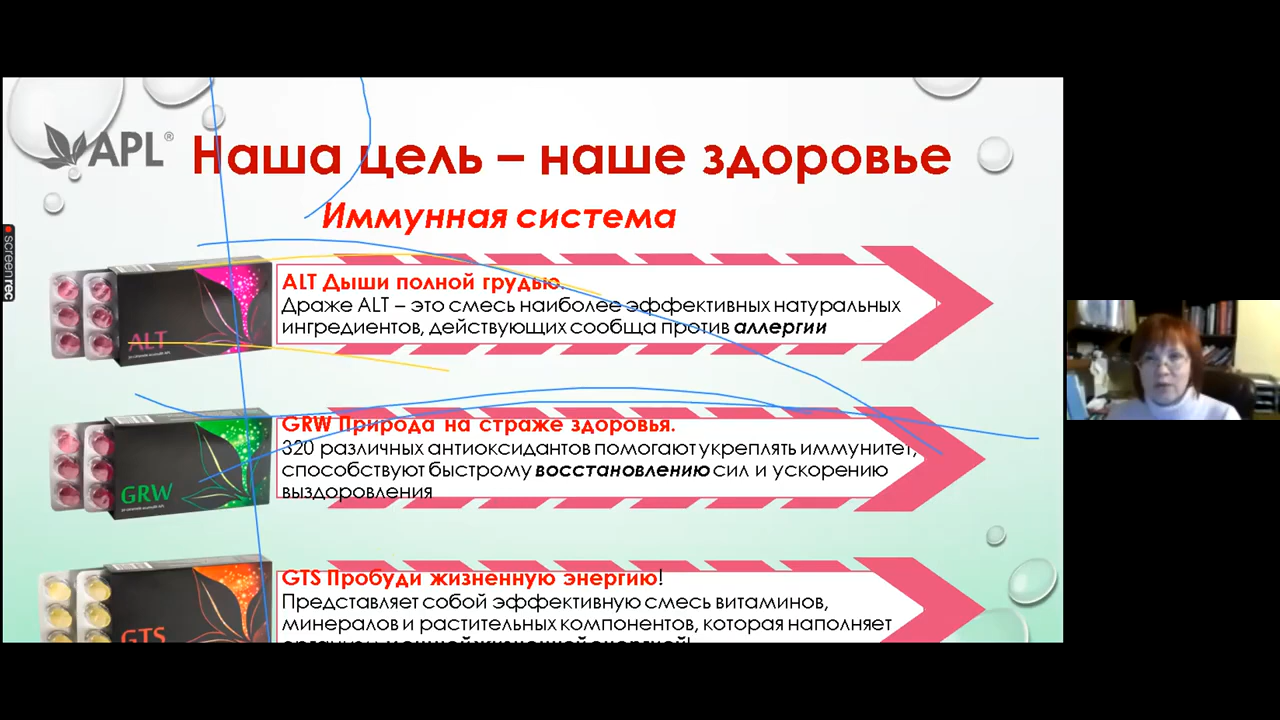 APL®
Наша цель – наше здоровье
Иммунная система
ALT Дыши полной грудью.
Драже ALT – это смесь наиболее эффективных натуральных
ингредиентов, действующих сообща против аллергии
ALT
GRW Природа на страже здоровья.
320 различных антиоксидантов помогают укреплять иммунитет,
способствуют быстрому восстановлению сил и ускорению
выздоровления
GRW
GTS Пробуди жизненную энергию!
Представляет собой эффективную смесь витаминов,
минералов и растительных компонентов, которая наполняет
GTS
screenrec